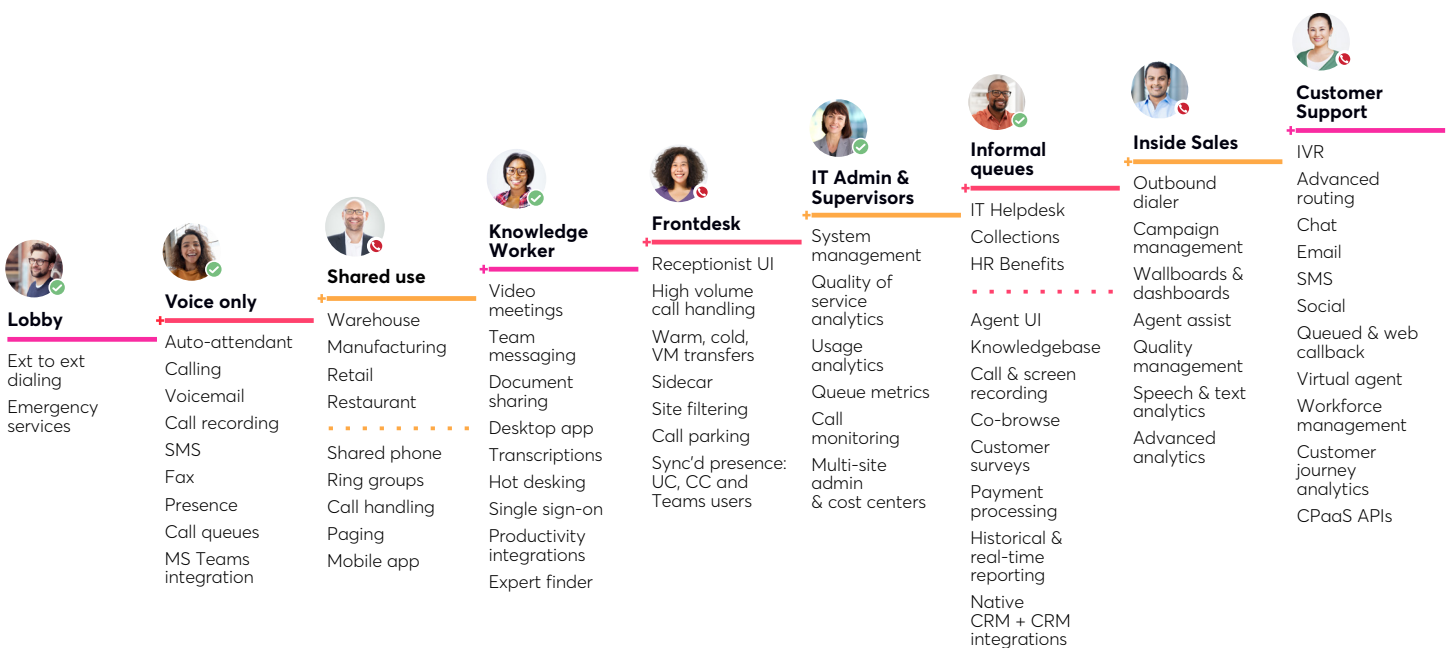 Lobby
Ext to ext
dialing
Emergency
services
Voice only
Auto-attendant
Calling
Voicemail
Call recording
SMS
Fax
Presence
Call queues
MS Teams
integration
Shared use
Warehouse
Manufacturing
Retail
Restaurant
Shared phone
Ring groups
Call handling
Paging
Mobile app
Knowledge
Worker
Video
meetings
Team
messaging
Document
sharing
Desktop app
Transcriptions
Hot desking
Single sign-on
Productivity
integrations
Expert finder
Frontdesk
Receptionist UI
High volume
call handling
Warm, cold,
VM transfers
Sidecar
Site filtering
Call parking
Sync'd presence:
UC, CC and
Teams users
IT Admin &
Supervisors
System
management
Quality of
service
analytics
Usage
analytics
Queue metrics
Call
monitoring
Multi-site
admin
& cost centers
Informal
queues
IT Helpdesk
Collections
HR Benefits
Agent UI
Knowledgebase
Call & screen
recording
Co-browse
Customer
surveys
Payment
processing
Historical &
real-time
reporting
Native
CRM + CRM
integrations
Inside Sales
Outbound
dialer
Campaign
management
Wallboards &
dashboards
Agent assist
Quality
management
Speech & text
analytics
Advanced
analytics
Customer
Support
IVR
Advanced
routing
Chat
Email
SMS
Social
Queued & web
callback
Virtual agent
Workforce
management
Customer
journey
analytics
CPaaS APIs